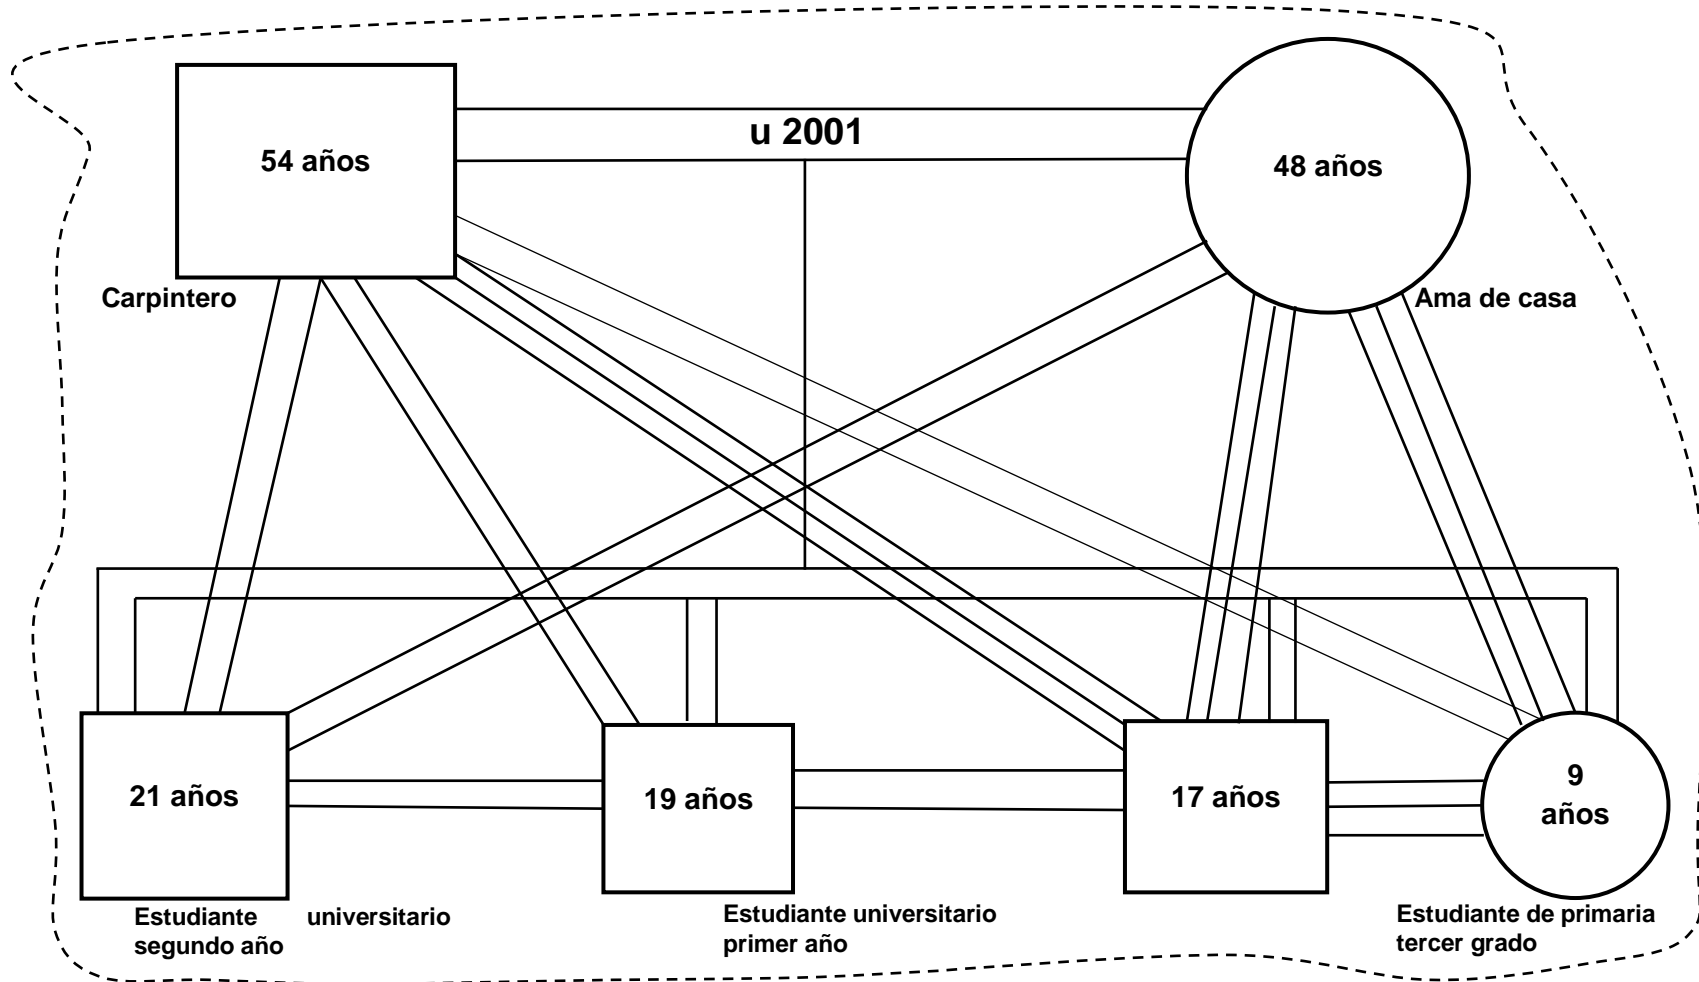 u 2001
54 años
48 años
Carpintero
Ama de casa
21 años
19 años
17 años
9
años
Estudiante universitario
segundo año
Estudiante universitario
primer año
Estudiante de primaria
tercer grado